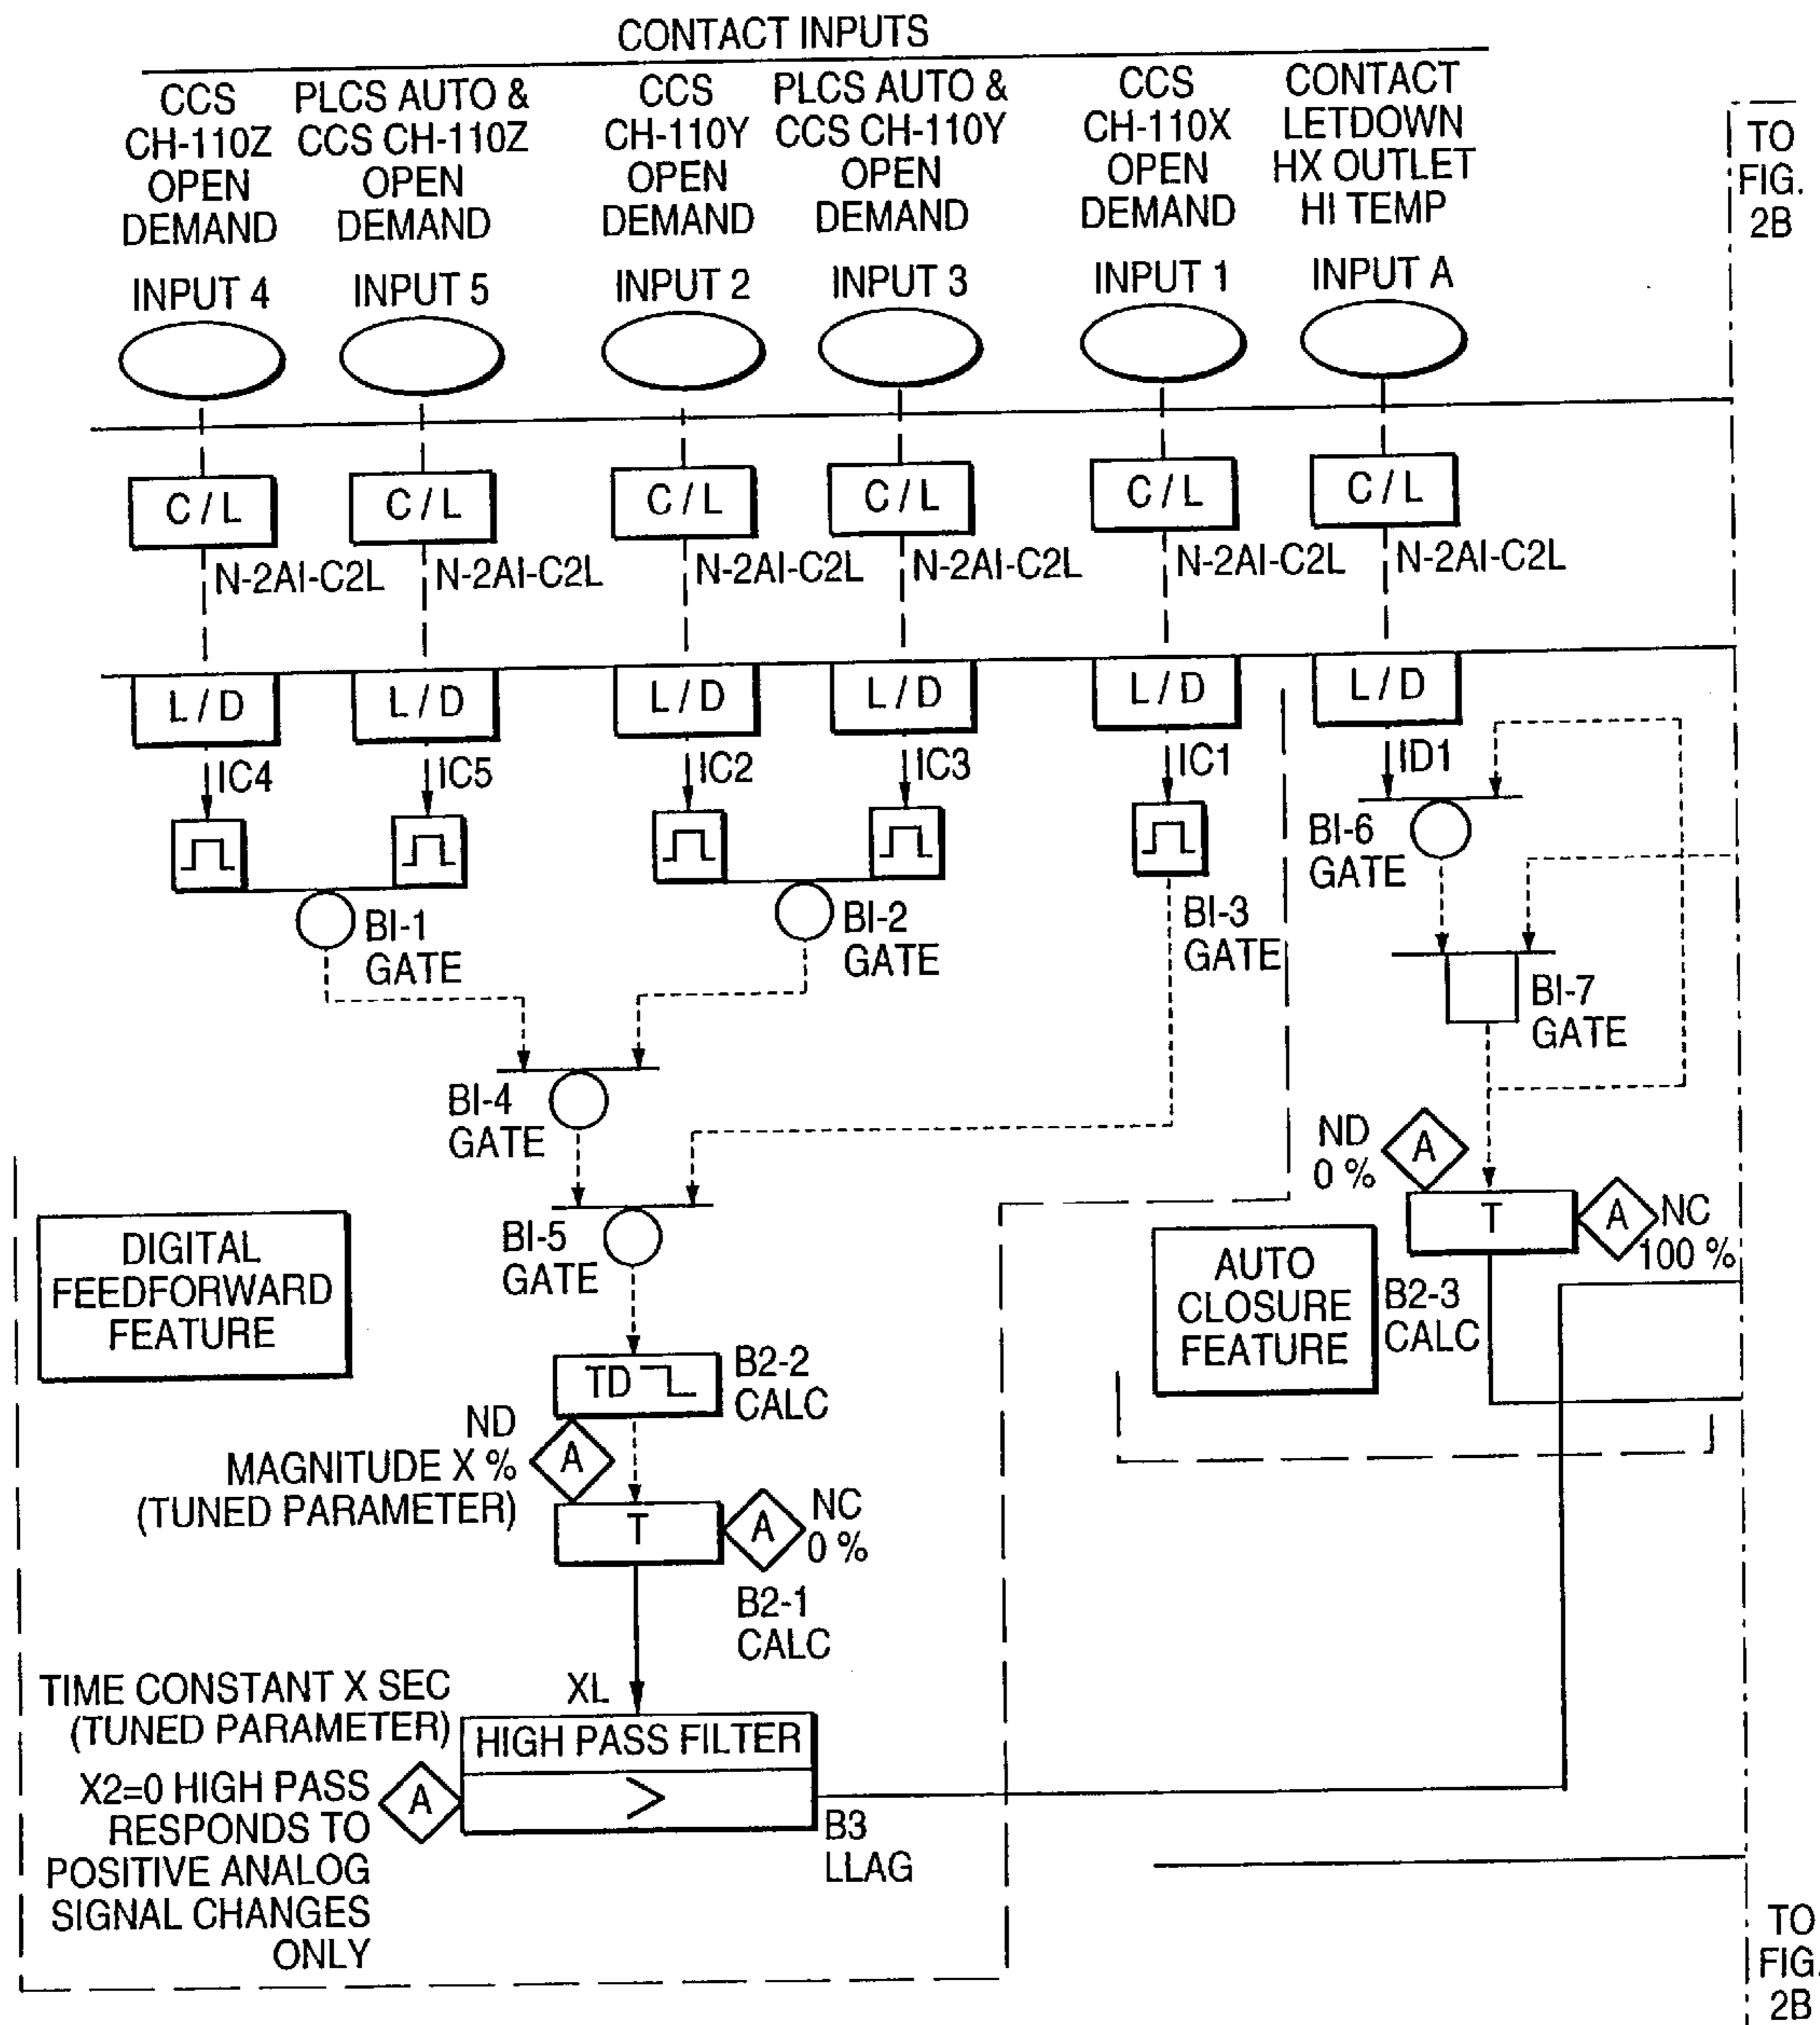 CONTACT INPUTS
CCS
CH-110Z
OPEN
DEMAND
PLCS AUTO &
CCS CH-110Z
OPEN
DEMAND
CCS
CH-110Y
OPEN
DEMAND
PLCS AUTO &
CCS CH-110Y
OPEN
DEMAND
CCS
CH-110X
OPEN
DEMAND
CONTACT
LETDOWN
HX OUTLET
HI TEMP
TO
FIG.
2B
INPUT 4
INPUT 5
INPUT 2
INPUT 3
INPUT 1
INPUT A
C / L
C / L
C / L
C / L
C / L
C / L
N-2AI-C2L
N-2AI-C2L
N-2AI-C2L
N-2AI-C2L
N-2AI-C2L
N-2AI-C2L
L / D
L / D
L / D
L / D
L / D
L / D
IC4
IC5
IC2
IC3
IC1
ID1
BI-1
GATE
BI-2
GATE
BI-3
GATE
BI-6
GATE
BI-7
GATE
BI-4
GATE
BI-5
GATE
ND
0 %
A
T
A
NC
100 %
B2-3
CALC
AUTO
CLOSURE
FEATURE
DIGITAL
FEEDFORWARD
FEATURE
TD
B2-2
CALC
ND
MAGNITUDE X %
(TUNED PARAMETER)
A
T
A
NC
0 %
B2-1
CALC
TIME CONSTANT X SEC
(TUNED PARAMETER)
XL
HIGH PASS FILTER
>
A
X2=0 HIGH PASS
RESPONDS TO
POSITIVE ANALOG
SIGNAL CHANGES
ONLY
B3
LLAG
TO
FIG.
2B